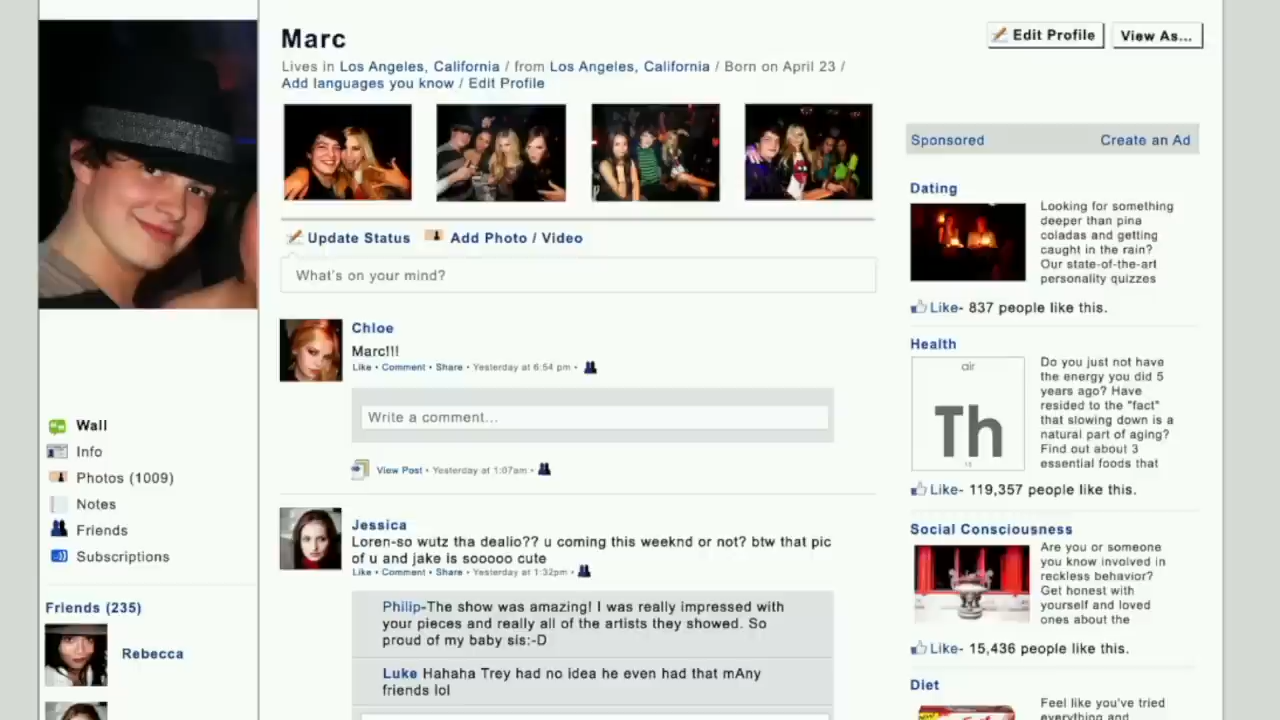 Marc
Edit Profile
View As...
Lives in Los Angeles, California / from Los Angeles, California / Born on April 23 /
Add languages you know / Edit Profile
Update Status
Add Photo / Video
What's on your mind?
Chloe
Marc!!!
Like • Comment • Share • Yesterday at 6:54 pm •
Write a comment...
View Post • Yesterday at 1:07am •
Jessica
Loren-so wutz tha dealio?? u coming this weeknd or not? btw that pic
of u and jake is sooooo cute
Like • Comment • Share • Yesterday at 1:32pm •
Philip-The show was amazing! I was really impressed with
your pieces and really all of the artists they showed. So
proud of my baby sis:-D
Luke Hahaha Trey had no idea he even had that mAny
friends lol
Wall
Info
Photos (1009)
Notes
Friends
Subscriptions
Friends (235)
Rebecca
Sponsored
Create an Ad
Dating
Looking for something
deeper than pina
coladas and getting
caught in the rain?
Our state-of-the-art
personality quizzes
Like- 837 people like this.
Health
air
Th
Do you just not have
the energy you did 5
years ago? Have
resided to the "fact"
that slowing down is a
natural part of aging?
Find out about 3
essential foods that
Like- 119,357 people like this.
Social Consciousness
Are you or someone
you know involved in
reckless behavior?
Get honest with
yourself and loved
ones about the
Like- 15,436 people like this.
Diet
Feel like you've tried
everything and